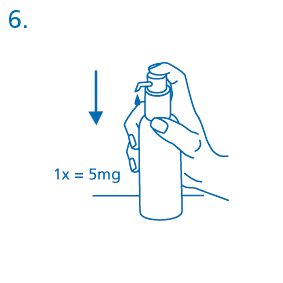 6.
1x = 5mg